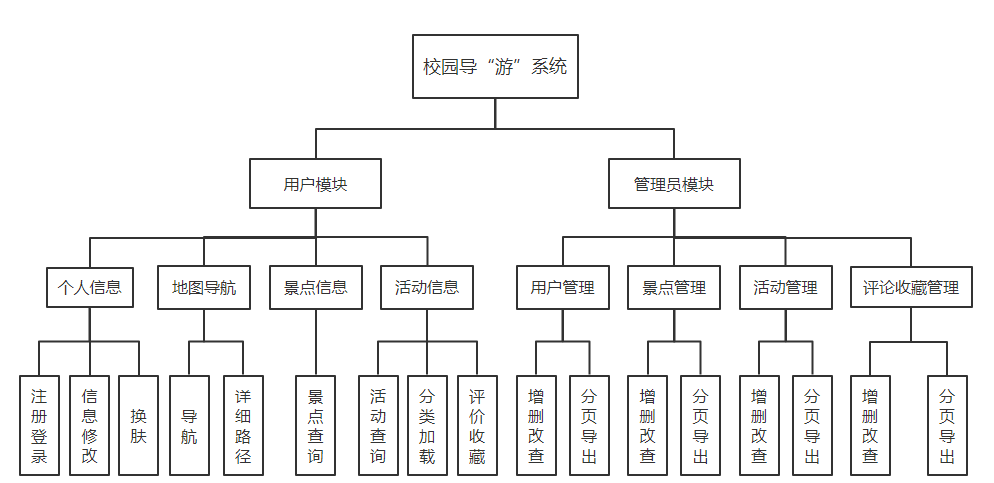 校园导“游”系统
用户模块
管理员模块
个人信息
地图导航
景点信息
活动信息
用户管理
景点管理
活动管理
评论收藏管理
注册登录
信息修改
换肤
导航
详细路径
景点查询
活动查询
分类加载
评价收藏
增删改查
分页导出
增删改查
分页导出
增删改查
分页导出
增删改查
分页导出